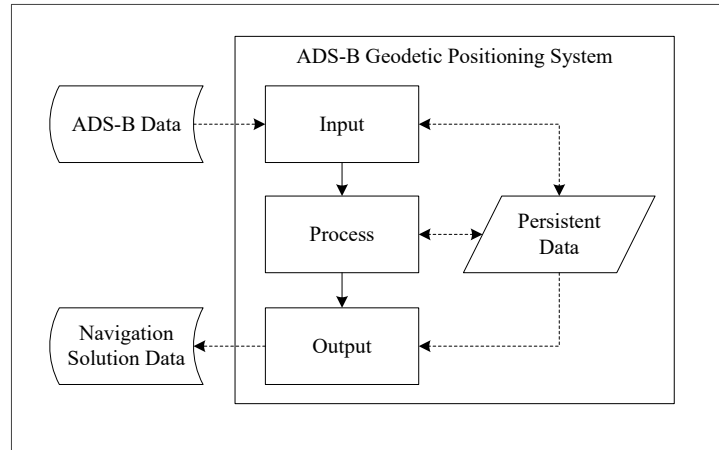 ADS-B Geodetic Positioning System
ADS-B Data
Input
Process
Persistent
Data
Navigation
Solution Data
Output